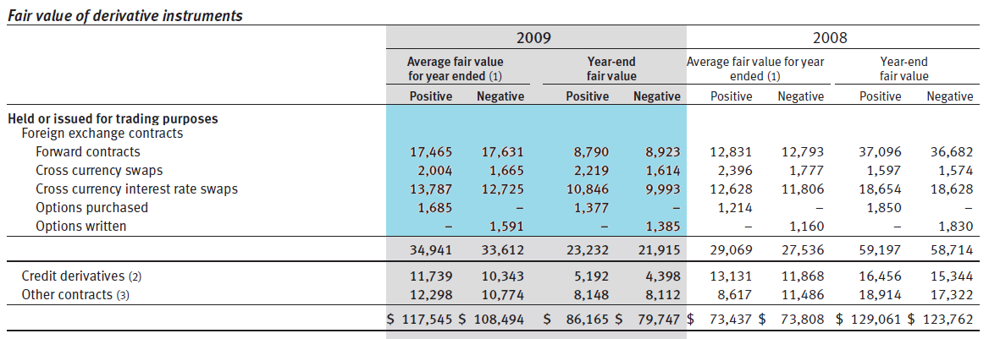 Fair value of derivative instruments
2009 2008
Average fair value for year ended (1) Year-end fair value Average fair value for year ended (1) Year-end fair value
Positive Negative Positive Negative Positive Negative Positive Negative
Held or issued for trading purposes
Foreign exchange contracts
Forward contracts 17,465 17,631 8,790 8,923 12,831 12,793 37,096 36,682
Cross currency swaps 2,004 1,665 2,219 1,614 2,396 1,777 1,597 1,574
Cross currency interest rate swaps 13,787 12,725 10,846 9,993 12,628 11,806 18,654 18,628
Options purchased 1,685 – 1,377 – 1,214 – 1,850 –
Options written – 1,591 – 1,385 – 1,160 – 1,830
34,941 33,612 23,232 21,915 29,069 27,536 59,197 58,714
Credit derivatives (2) 11,739 10,343 5,192 4,398 13,131 11,868 16,456 15,344
Other contracts (3) 12,298 10,774 8,148 8,112 8,617 11,486 18,914 17,322
$ 117,545 $ 108,494 $ 86,165 $ 79,747 $ 73,437 $ 73,808 $ 129,061 $ 123,762